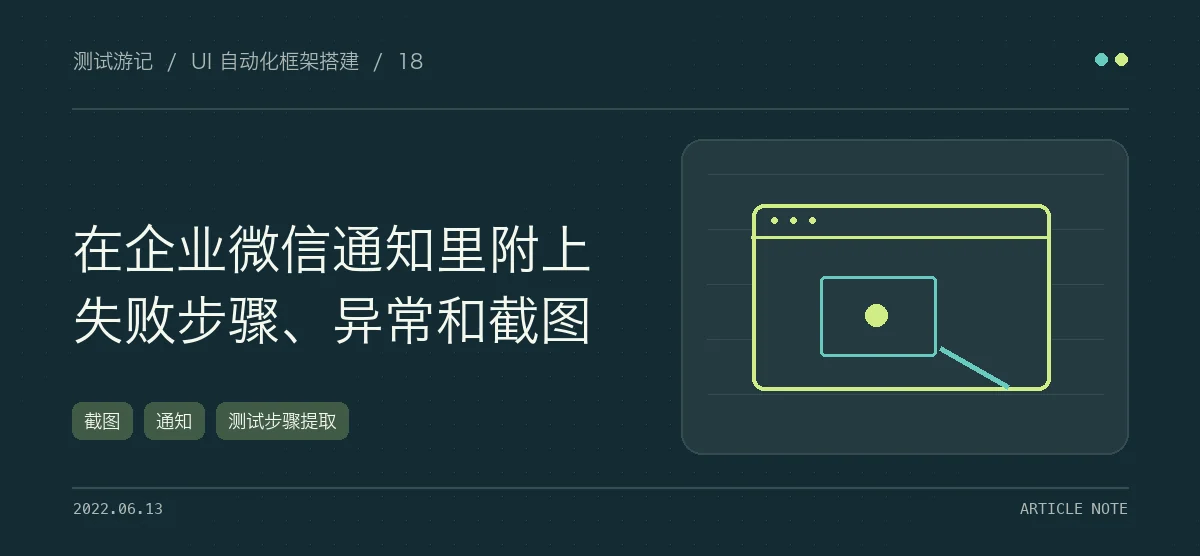 测试游记 / UI 自动化框架搭建 / 18
在企业微信通知里附上
失败步骤、异常和截图
截图 通知 测试步骤提取
2022.06.13 ARTICLE NOTE